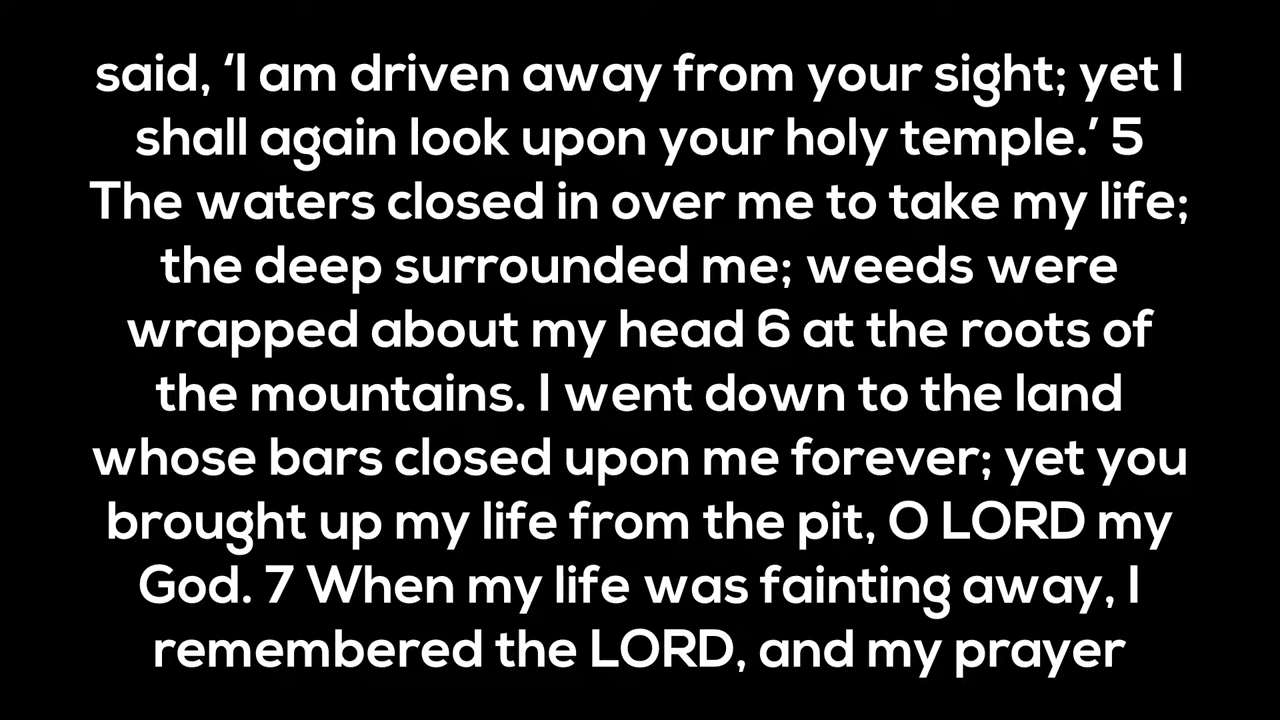 said, ‘I am driven away from your sight; yet I
shall again look upon your holy temple.’ 5
The waters closed in over me to take my life;
the deep surrounded me; weeds were
wrapped about my head 6 at the roots of
the mountains. I went down to the land
whose bars closed upon me forever; yet you
brought up my life from the pit, O LORD my
God. 7 When my life was fainting away, I
remembered the LORD, and my prayer